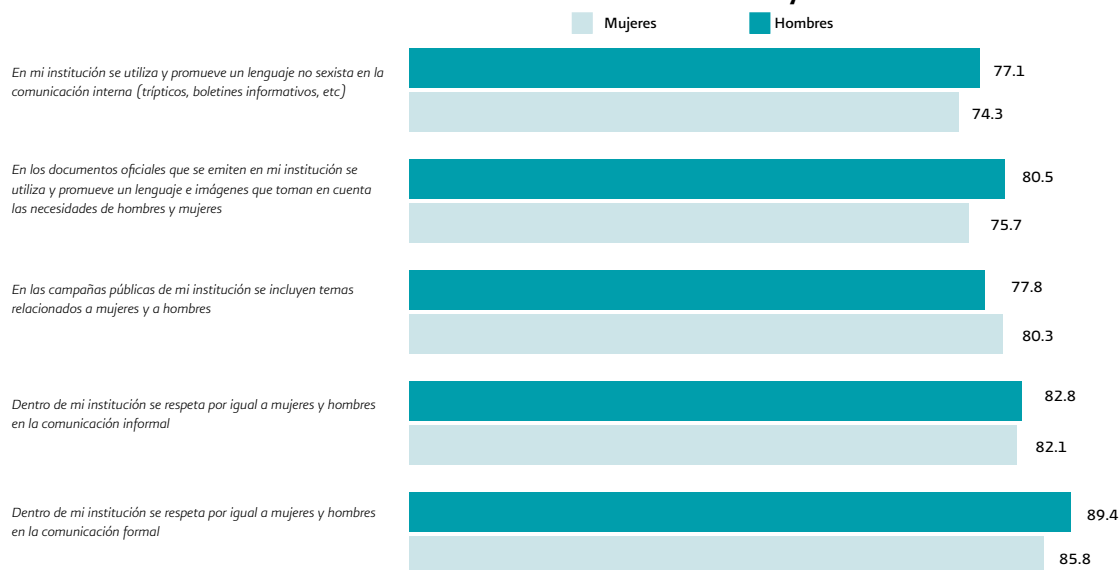 Mujeres
Hombres
En mi institución se utiliza y promueve un lenguaje no sexista en la
comunicación interna (trípticos, boletines informativos, etc)
77.1
74.3
En los documentos oficiales que se emiten en mi institución se
utiliza y promueve un lenguaje e imágenes que toman en cuenta
las necesidades de hombres y mujeres
80.5
75.7
En las campañas públicas de mi institución se incluyen temas
relacionados a mujeres y a hombres
77.8
80.3
Dentro de mi institución se respeta por igual a mujeres y hombres
en la comunicación informal
82.8
82.1
Dentro de mi institución se respeta por igual a mujeres y hombres
en la comunicación formal
89.4
85.8